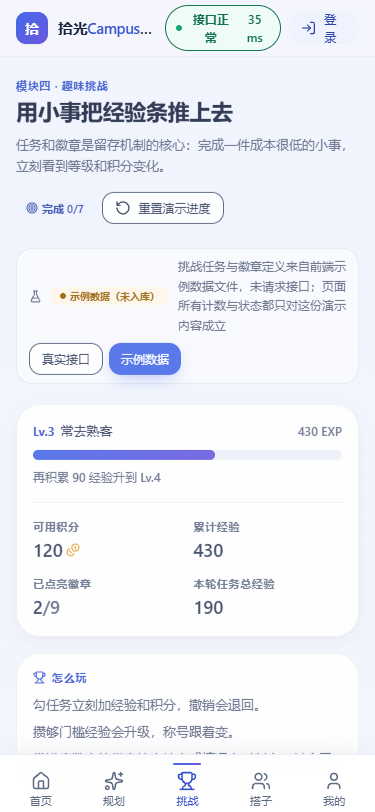 拾 拾光Campus... 接口正常 35 ms 登录
模块四 · 趣味挑战
用小事把经验条推上去
任务和徽章是留存机制的核心：完成一件成本很低的小事，
立刻看到等级和积分变化。
完成 0/7 重置演示进度
示例数据（未入库）
挑战任务与徽章定义来自前端示
例数据文件，未请求接口；页面
所有计数与状态都只对这份演示
内容成立
真实接口 示例数据
Lv.3 常去熟客 430 EXP
再积累 90 经验升到 Lv.4
可用积分 累计经验
120 430
已点亮徽章 本轮任务总经验
2/9 190
怎么玩
勾任务立刻加经验和积分，撤销会退回。
攒够门槛经验会升级，称号跟着变。
首页 规划 挑战 搭子 我的